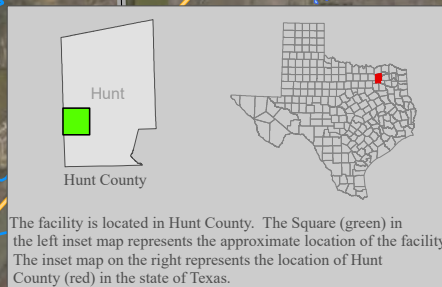 Hunt
Hunt County
The facility is located in Hunt County. The Square (green) in
the left inset map represents the approximate location of the facility
The inset map on the right represents the location of Hunt
County (red) in the state of Texas.